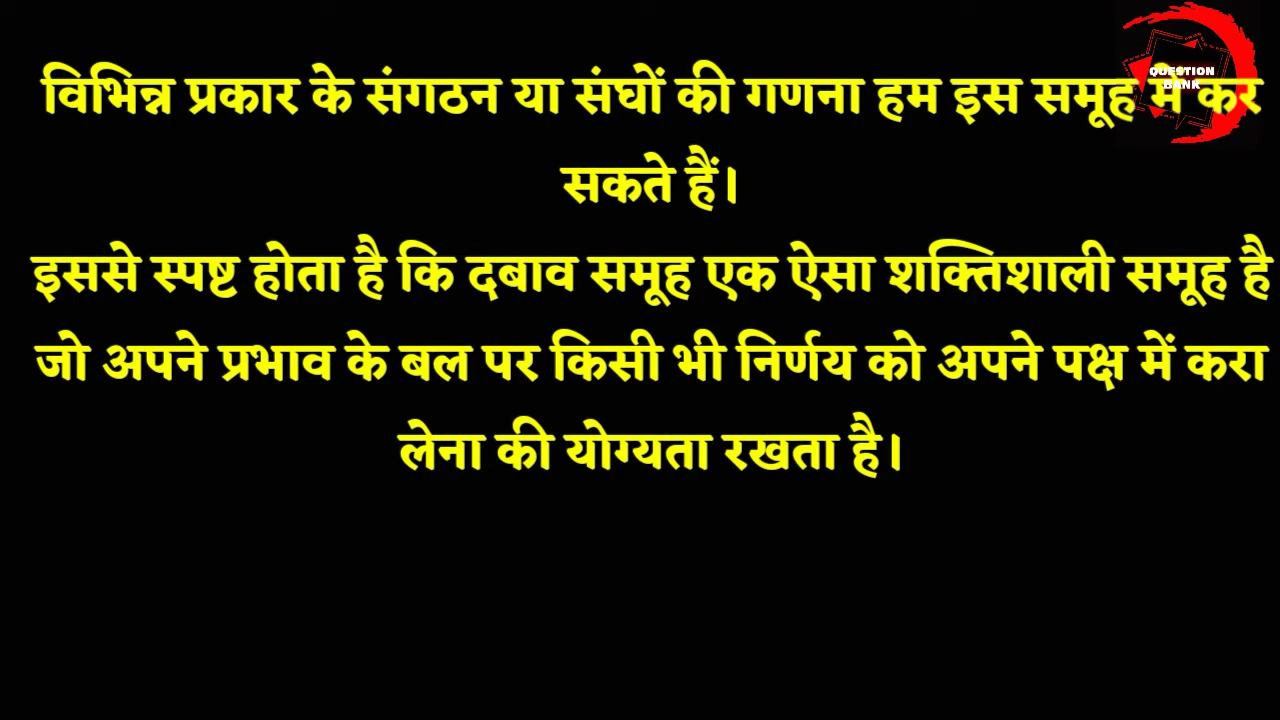 विभिन्न प्रकार के संगठन या संघों की गणना हम इस समूह में कर
सकते हैं।
इससे स्पष्ट होता है कि दबाव समूह एक ऐसा शक्तिशाली समूह है
जो अपने प्रभाव के बल पर किसी भी निर्णय को अपने पक्ष में करा
लेना की योग्यता रखता है।
QUESTION
BANK